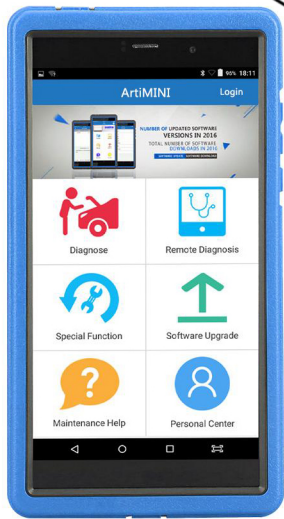 95% 18:11
ArtiMINI Login
NUMBER OF UPDATED SOFTWARE
VERSIONS IN 2016
TOTAL NUMBER OF SOFTWARE
DOWNLOADS IN 2016
Diagnose Remote Diagnosis
Special Function Software Upgrade
Maintenance Help Personal Center